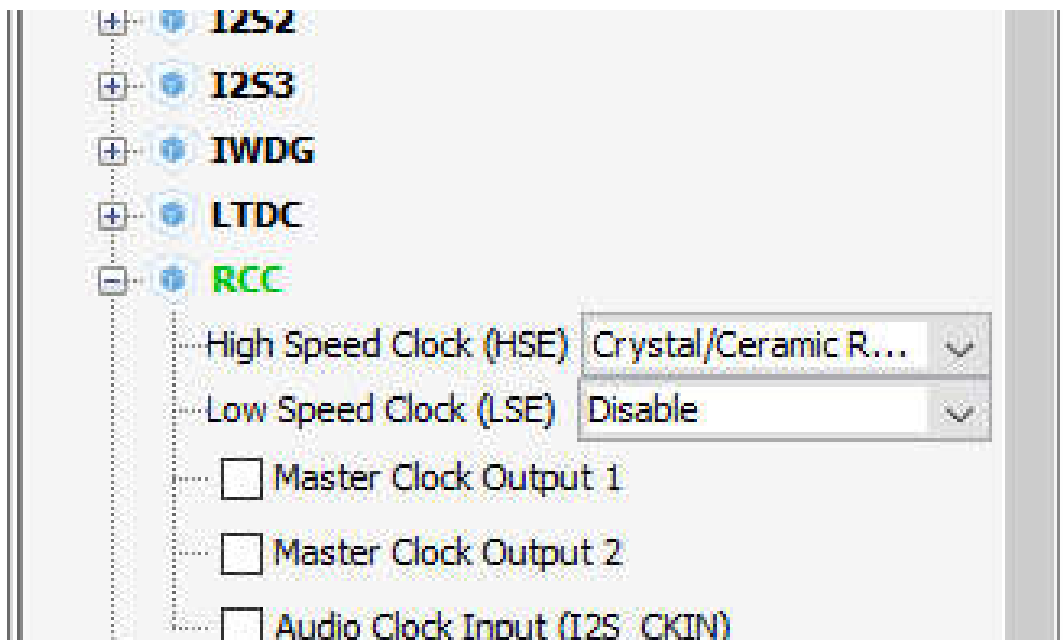 I2S2
I2S3
IWDG
LTDC
RCC
High Speed Clock (HSE) Crystal/Ceramic R...
Low Speed Clock (LSE) Disable
Master Clock Output 1
Master Clock Output 2
Audio Clock Input (I2S_CKIN)